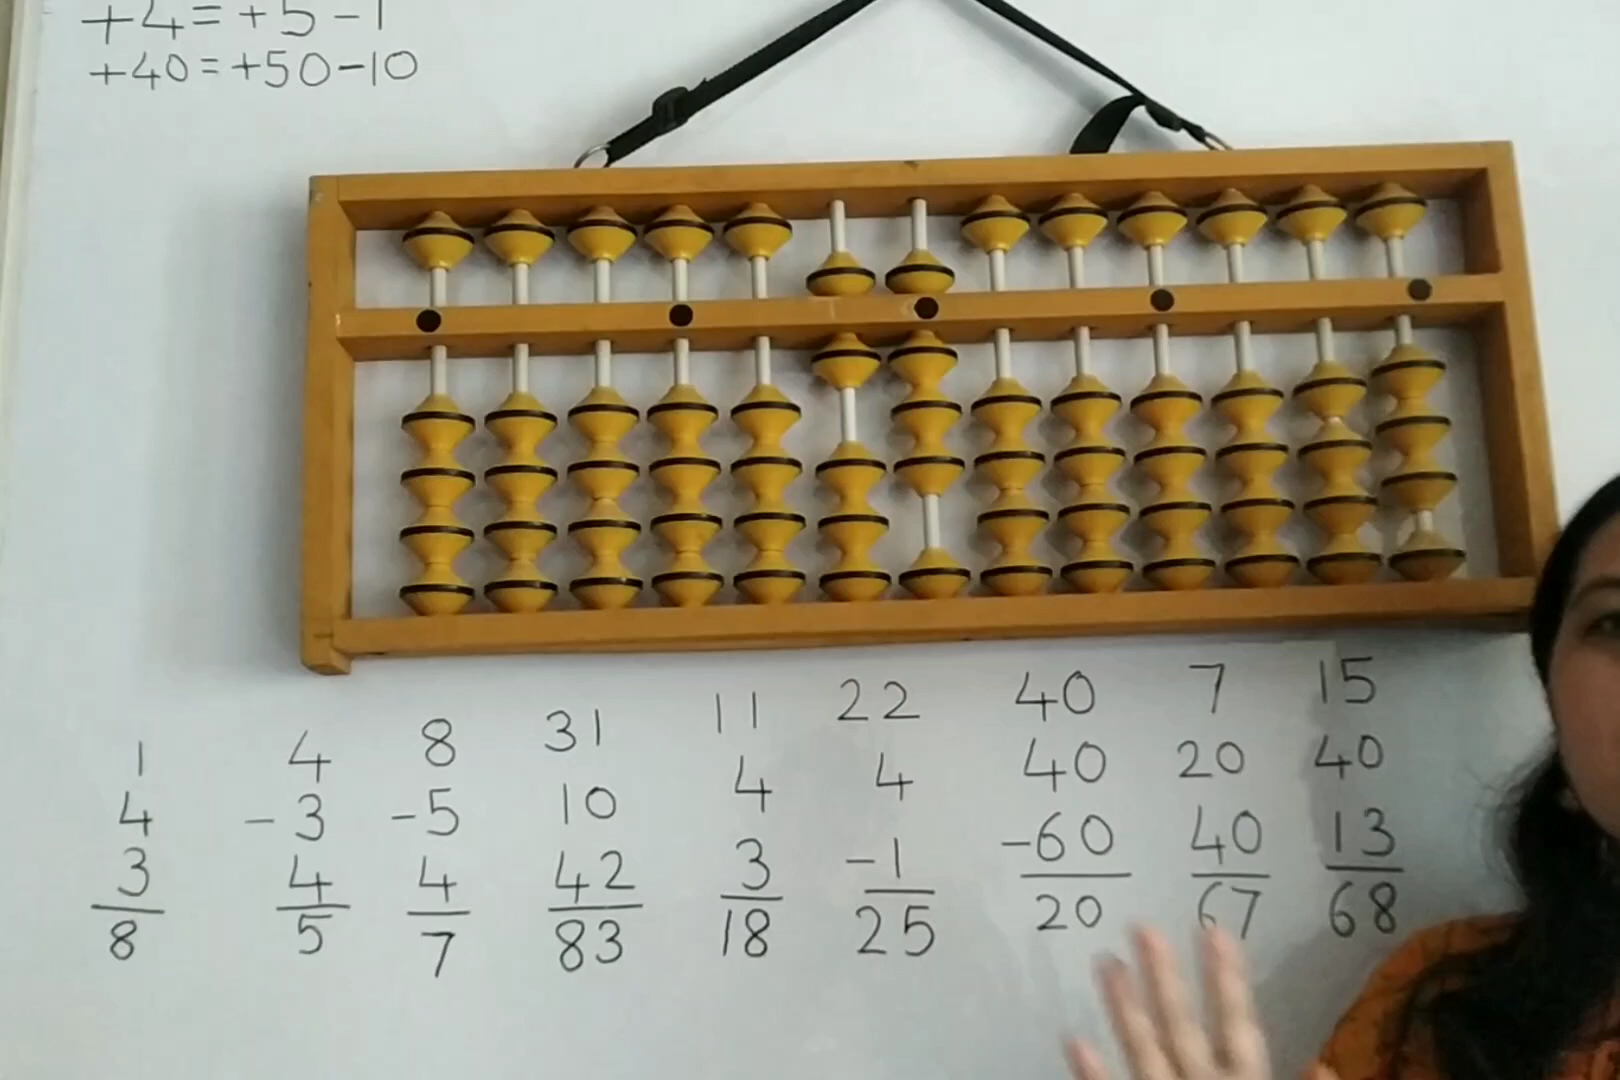 +4=+5-1
+40=+50-10
1 4 8 31 11 22 40 7 15
4 -3 -5 10 4 4 40 20 40
3 4 4 42 3 -1 -60 40 13
8 5 7 83 18 25 20 67 68